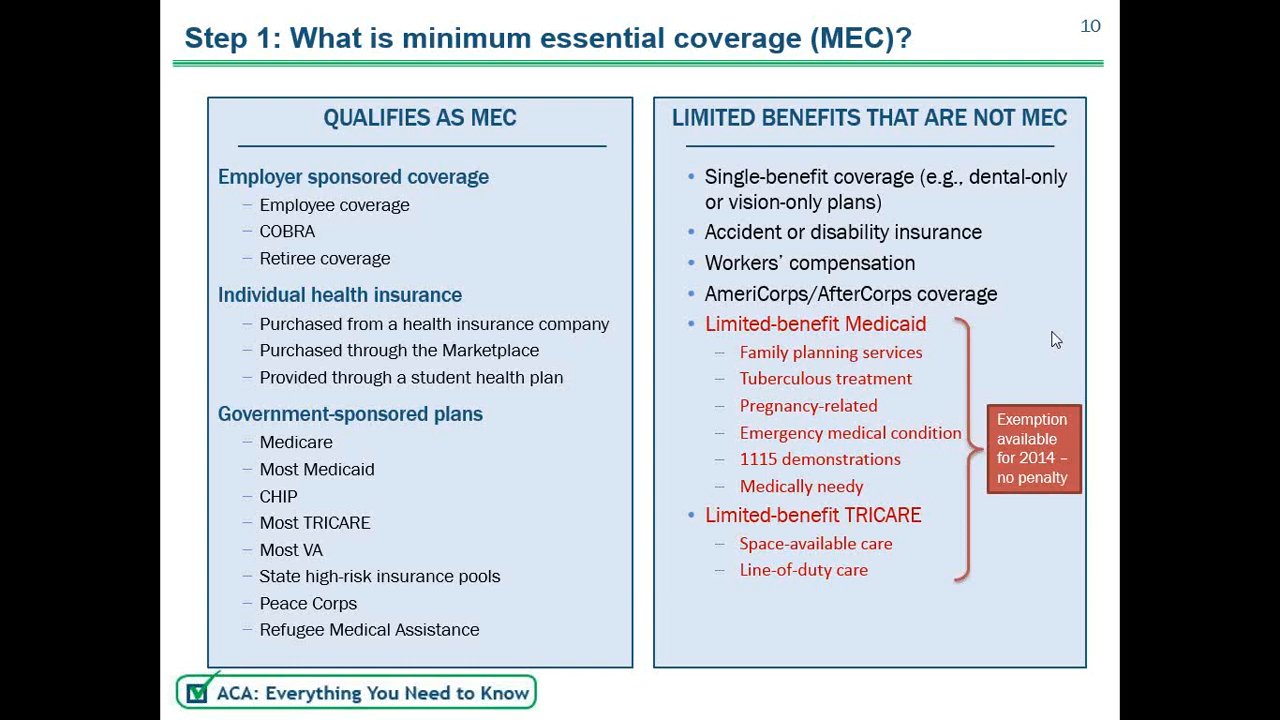 Step 1: What is minimum essential coverage (MEC)?
10
QUALIFIES AS MEC
Employer sponsored coverage
– Employee coverage
– COBRA
– Retiree coverage
Individual health insurance
– Purchased from a health insurance company
– Purchased through the Marketplace
– Provided through a student health plan
Government-sponsored plans
– Medicare
– Most Medicaid
– CHIP
– Most TRICARE
– Most VA
– State high-risk insurance pools
– Peace Corps
– Refugee Medical Assistance
LIMITED BENEFITS THAT ARE NOT MEC
• Single-benefit coverage (e.g., dental-only
or vision-only plans)
• Accident or disability insurance
• Workers’ compensation
• AmeriCorps/AfterCorps coverage
• Limited-benefit Medicaid
– Family planning services
– Tuberculous treatment
– Pregnancy-related
– Emergency medical condition
– 1115 demonstrations
– Medically needy
• Limited-benefit TRICARE
– Space-available care
– Line-of-duty care
Exemption
available
for 2014 –
no penalty
ACA: Everything You Need to Know